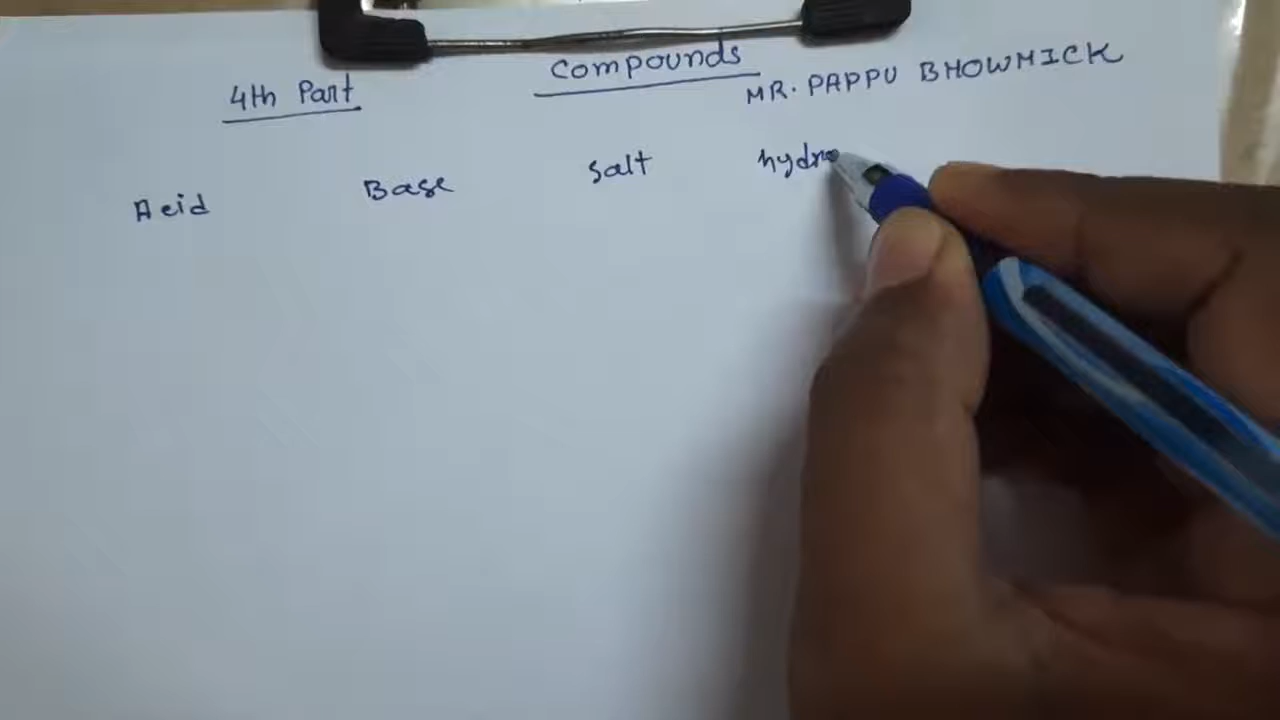 4th Part
Compounds
MR. PAPPU BHOWMICK
Acid Base Salt hydro